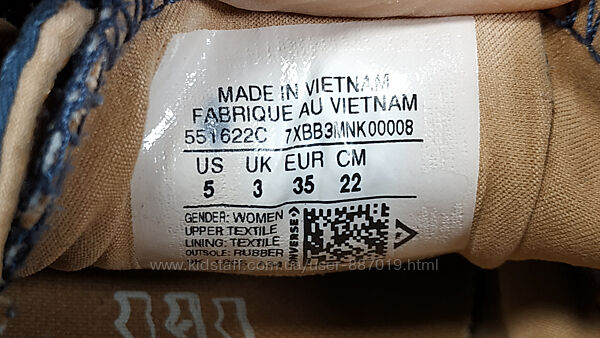 MADE IN VIETNAM
FABRIQUE AU VIETNAM
551622C 7XBB3MNK00008
US UK EUR CM
5 3 35 22
GENDER: WOMEN
UPPER TEXTILE
LINING: TEXTILE
OUTSOLE: RUBBER
www.kidstaff.com.ua/user-887019.html